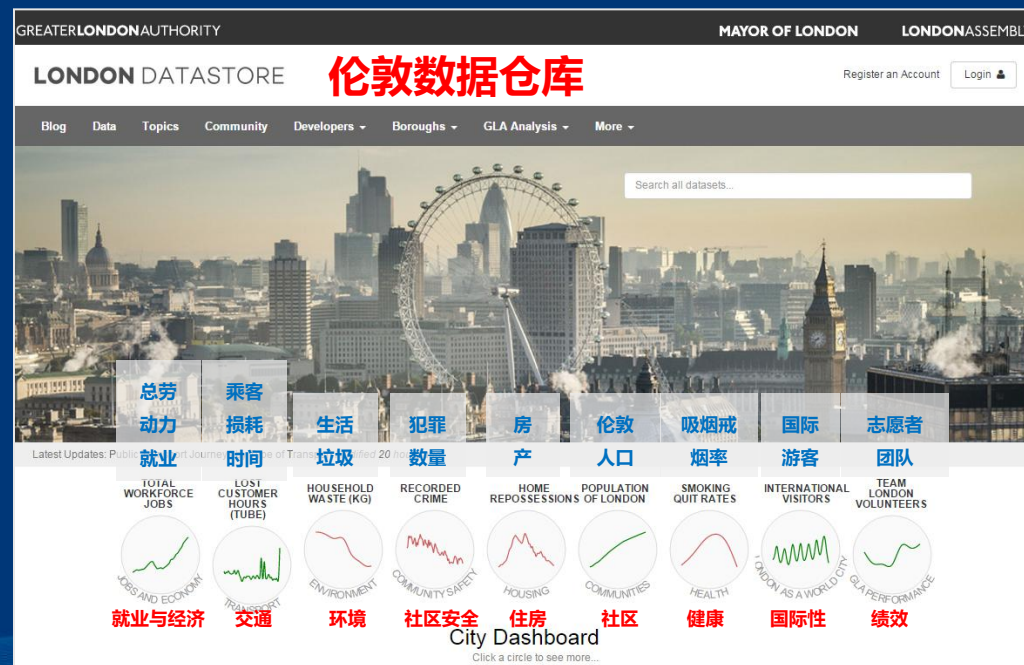 GREATERLONDONAUTHORITY
MAYOR OF LONDON
LONDONASSEMBL
LONDON DATASTORE
伦敦数据仓库
Register an Account
Login
Blog
Data
Topics
Community
Developers
Boroughs
GLA Analysis
More
Search all datasets...
总劳
动力
就业
乘客
损耗
时间
生活
垃圾
犯罪
数量
房
产
伦敦
人口
吸烟戒
烟率
国际
游客
志愿者
团队
Latest Updates:
TOTAL
WORKFORCE
JOBS
LOST
CUSTOMER
HOURS
(TUBE)
HOUSEHOLD
WASTE (KG)
RECORDED
CRIME
HOME
REPOSSESSIONS
POPULATION
OF LONDON
SMOKING
QUIT RATES
INTERNATIONAL
VISITORS
TEAM
LONDON
VOLUNTEERS
JOBS AND ECONOMY
TRANSPORT
ENVIRONMENT
COMMUNITY SAFETY
HOUSING
COMMUNITIES
HEALTH
LONDON AS A WORLD CITY
GLA PERFORMANCE
就业与经济
交通
环境
社区安全
住房
社区
健康
国际性
绩效
City Dashboard
Click a circle to see more...